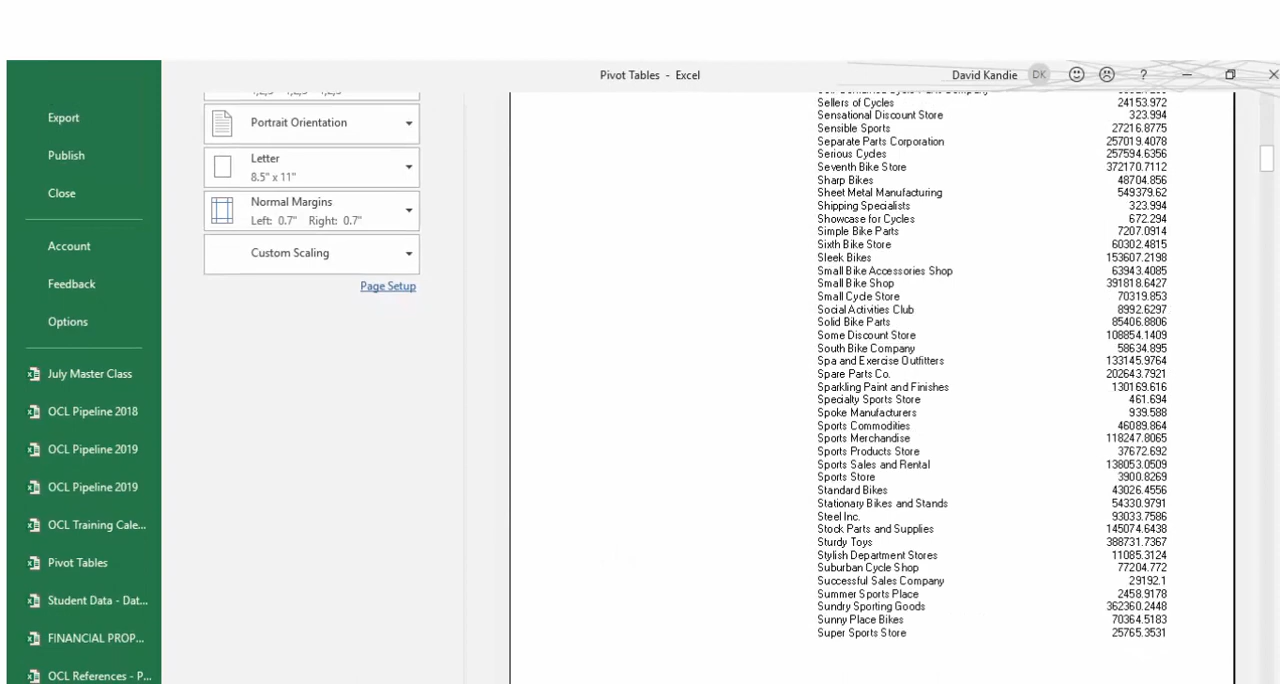 Pivot Tables - Excel
David Kandie DK ?
Export
Publish
Close
Account
Feedback
Options
July Master Class
OCL Pipeline 2018
OCL Pipeline 2019
OCL Pipeline 2019
OCL Training Cale...
Pivot Tables
Student Data - Dat...
FINANCIAL PROP...
OCL References - P...
Portrait Orientation
Letter
8.5" x 11"
Normal Margins
Left: 0.7" Right: 0.7"
Custom Scaling
Page Setup
Sellers of Cycles 24153.972
Sensational Discount Store 323.994
Sensible Sports 27216.8775
Separate Parts Corporation 257019.4078
Serious Cycles 257594.6356
Seventh Bike Store 372170.7112
Sharp Bikes 48704.856
Sheet Metal Manufacturing 549379.62
Shipping Specialists 323.994
Showcase for Cycles 672.294
Simple Bike Parts 7207.0914
Sixth Bike Store 60302.4815
Sleek Bikes 153607.2198
Small Bike Accessories Shop 63943.4085
Small Bike Shop 391818.6427
Small Cycle Store 70319.853
Social Activities Club 8992.6297
Solid Bike Parts 85406.8806
Some Discount Store 108854.1409
South Bike Company 58634.895
Spa and Exercise Outfitters 133145.9764
Spare Parts Co. 202643.7921
Sparkling Paint and Finishes 130169.616
Specialty Sports Store 461.694
Spoke Manufacturers 939.588
Sports Commodities 46089.864
Sports Merchandise 118247.8065
Sports Products Store 37672.692
Sports Sales and Rental 138053.0509
Sports Store 3900.8269
Standard Bikes 43026.4556
Stationary Bikes and Stands 54330.9791
Steel Inc. 93033.7586
Stock Parts and Supplies 145074.6438
Sturdy Toys 388731.7367
Stylish Department Stores 11085.3124
Suburban Cycle Shop 77204.772
Successful Sales Company 29192.1
Summer Sports Place 2458.9178
Sundry Sporting Goods 362360.2448
Sunny Place Bikes 70364.5183
Super Sports Store 25765.3531